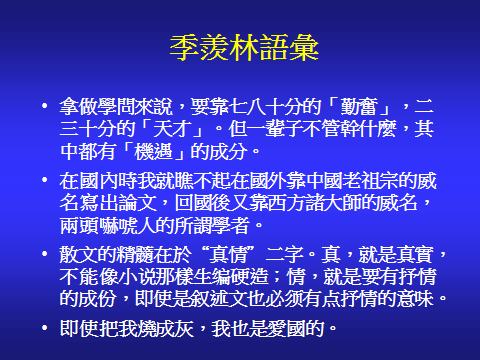 季羨林語彙
• 拿做學問來說，要靠七八十分的「勤奮」，二
三十分的「天才」。但一輩子不管幹什麼，其
中都有「機遇」的成分。
• 在國內時我就瞧不起在國外靠中國老祖宗的威
名寫出論文，回國後又靠西方諸大師的威名，
兩頭嚇唬人的所謂學者。
• 散文的精髓在於“真情”二字。真，就是真實，
不能像小说那樣生编硬造；情，就是要有抒情
的成份，即使是叙述文也必须有点抒情的意味。
• 即使把我燒成灰，我也是愛國的。